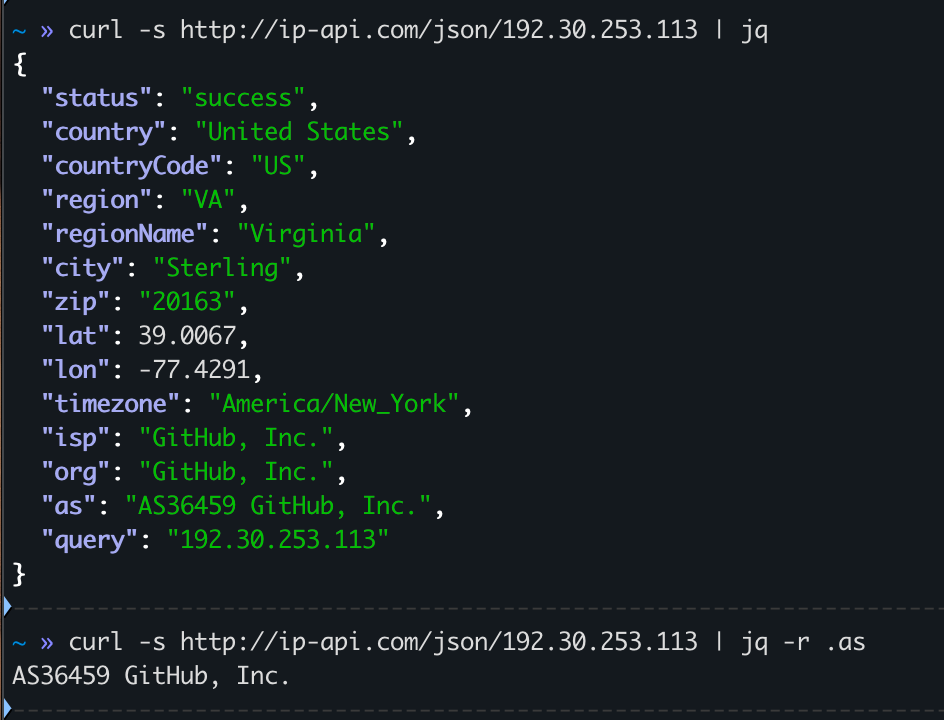 ~ » curl -s http://ip-api.com/json/192.30.253.113 | jq
{
  "status": "success",
  "country": "United States",
  "countryCode": "US",
  "region": "VA",
  "regionName": "Virginia",
  "city": "Sterling",
  "zip": "20163",
  "lat": 39.0067,
  "lon": -77.4291,
  "timezone": "America/New_York",
  "isp": "GitHub, Inc.",
  "org": "GitHub, Inc.",
  "as": "AS36459 GitHub, Inc.",
  "query": "192.30.253.113"
}
~ » curl -s http://ip-api.com/json/192.30.253.113 | jq -r .as
AS36459 GitHub, Inc.